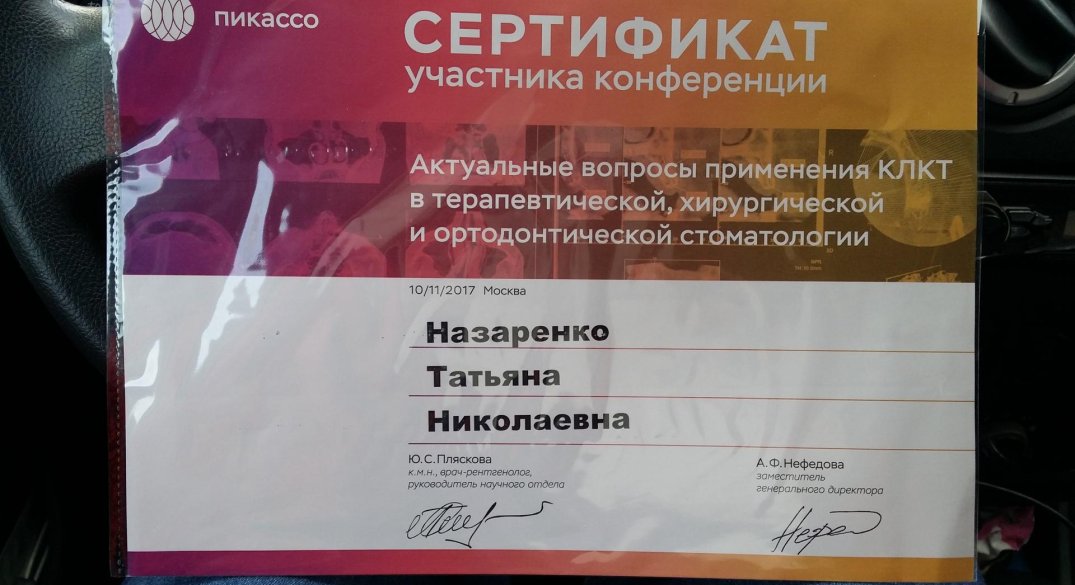 пикассо
СЕРТИФИКАТ
участника конференции
Актуальные вопросы применения КЛКТ
в терапевтической, хирургической
и ортодонтической стоматологии
10/11/2017 Москва
Назаренко
Татьяна
Николаевна
Ю.С.Пляскова
к.м.н., врач-рентгенолог,
руководитель научного отдела
А.Ф.Нефедова
заместитель
генерального директора